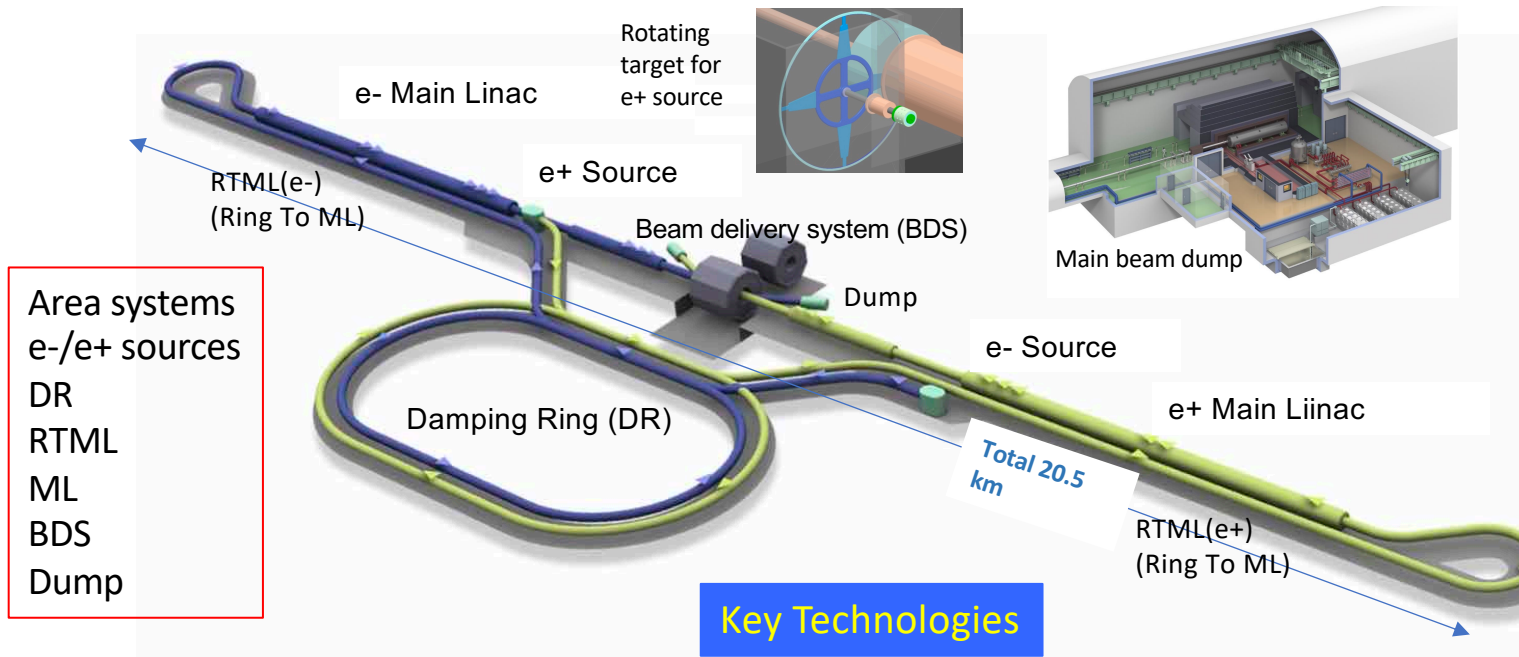 Rotating
target for
e+ source
e- Main Linac
e+ Source
RTML(e-)
(Ring To ML)
Beam delivery system (BDS)
Main beam dump
Dump
Area systems
e-/e+ sources
DR
RTML
ML
BDS
Dump
e- Source
Damping Ring (DR)
e+ Main Liinac
Total 20.5
km
RTML(e+)
(Ring To ML)
Key Technologies